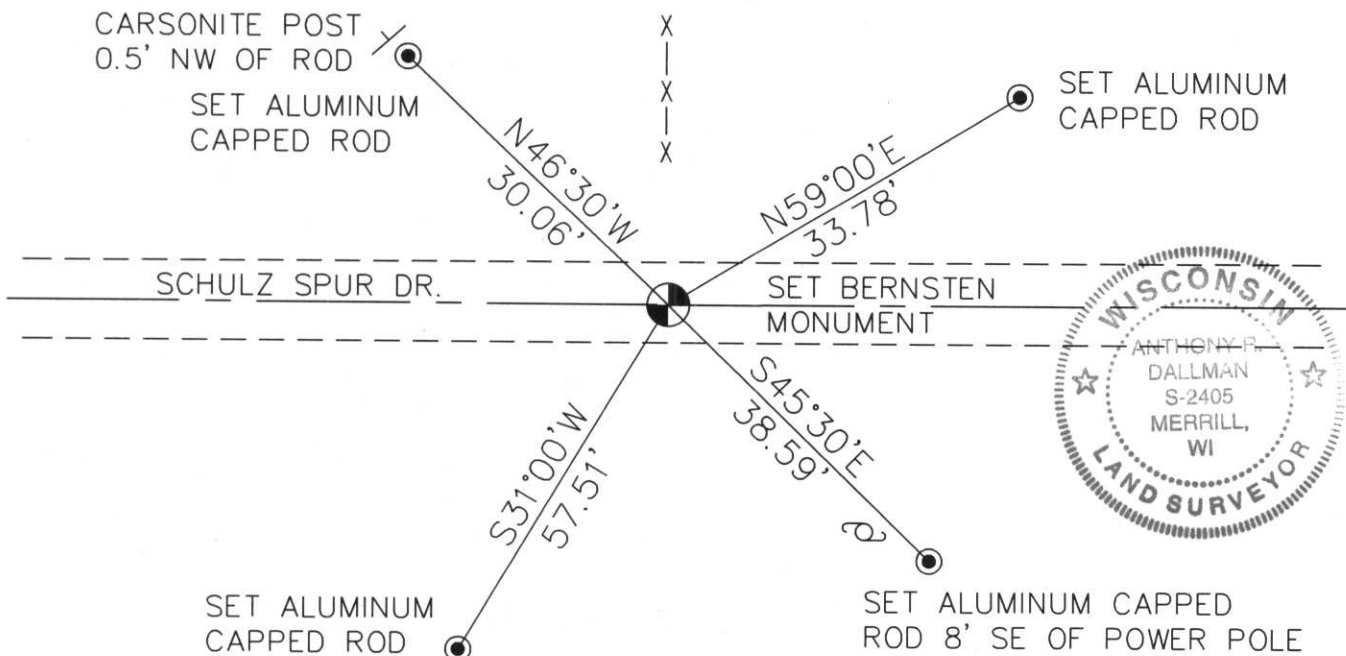 CARSONITE POST
0.5' NW OF ROD
SET ALUMINUM
CAPPED ROD
X
X
X
SET ALUMINUM
CAPPED ROD
N46°30'W
30.06'
N59°00'E
33.78'
SCHULZ SPUR DR.
SET BERNSTEN
MONUMENT
WISCONSIN
ANTHONY R.
DALLMAN
S-2405
MERRILL,
WI
LAND SURVEYOR
S31°00'W
57.51'
S45°30'E
38.59'
SET ALUMINUM
CAPPED ROD
SET ALUMINUM CAPPED
ROD 8' SE OF POWER POLE